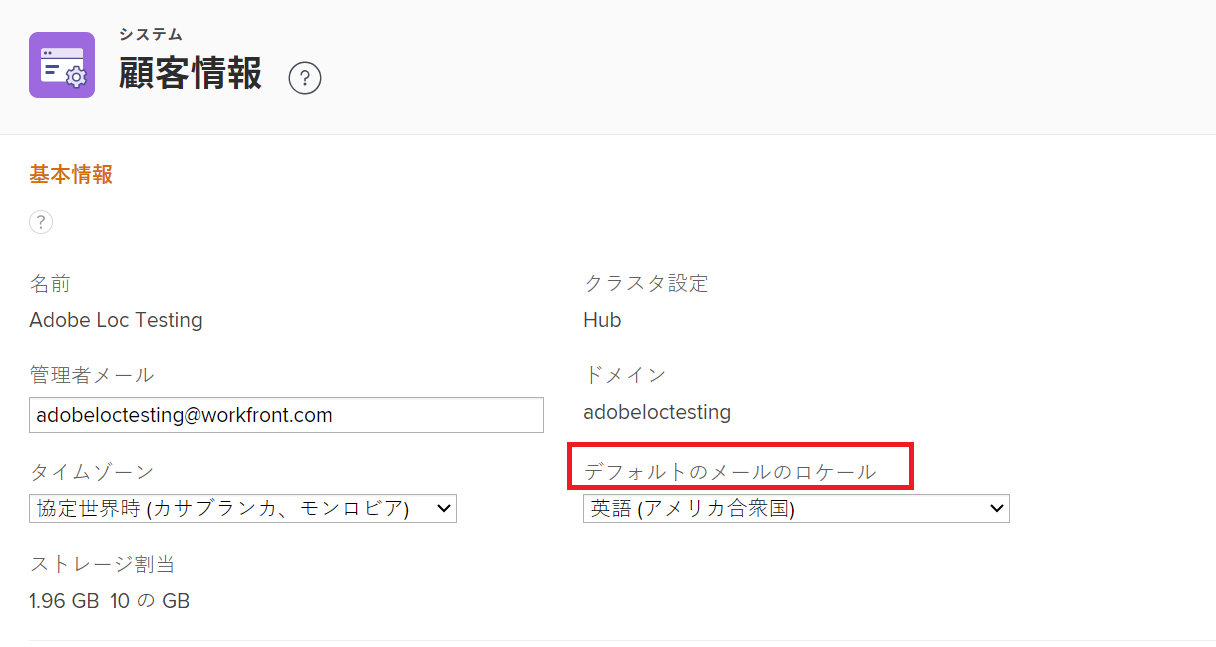 システム
顧客情報
?
基本情報
?
名前
Adobe Loc Testing
クラスタ設定
Hub
管理者メール
adobeloctesting@workfront.com
ドメイン
adobeloctesting
タイムゾーン
協定世界時 (カサブランカ、モンロビア)
デフォルトのメールのロケール
英語 (アメリカ合衆国)
ストレージ割当
1.96 GB 10 の GB